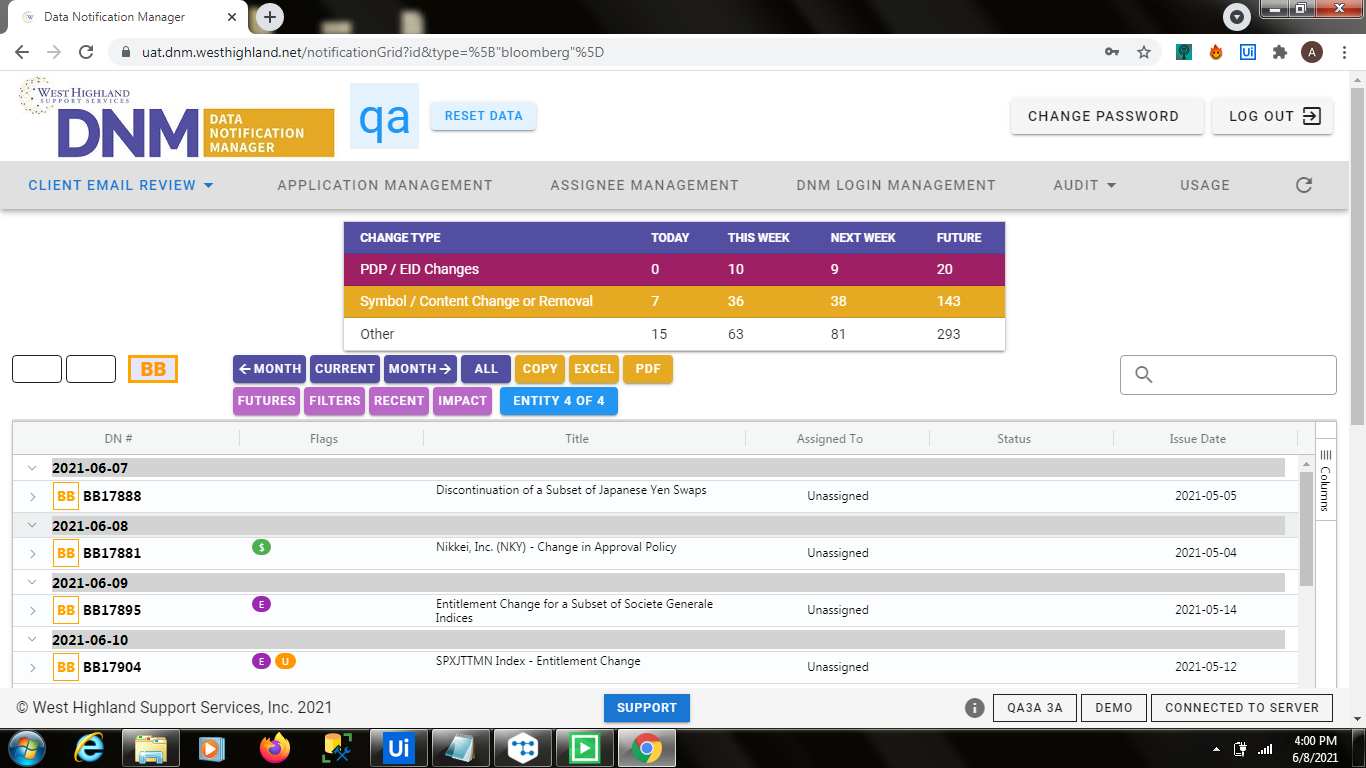 Data Notification Manager
uat.dnm.westhighland.net/notificationGrid?id&type=%5B"bloomberg"%5D
Ui
A
WEST HIGHLAND
SUPPORT SERVICES
DNM
DATA
NOTIFICATION
MANAGER
qa
RESET DATA
CHANGE PASSWORD
LOG OUT
CLIENT EMAIL REVIEW
APPLICATION MANAGEMENT
ASSIGNEE MANAGEMENT
DNM LOGIN MANAGEMENT
AUDIT
USAGE
CHANGE TYPE TODAY THIS WEEK NEXT WEEK FUTURE
PDP / EID Changes 0 10 9 20
Symbol / Content Change or Removal 7 36 38 143
Other 15 63 81 293
BB
MONTH CURRENT MONTH ALL COPY EXCEL PDF
FUTURES FILTERS RECENT IMPACT ENTITY 4 OF 4
DN # Flags Title Assigned To Status Issue Date
Columns
2021-06-07
BB BB17888 Discontinuation of a Subset of Japanese Yen Swaps Unassigned 2021-05-05
2021-06-08
BB BB17881 $ Nikkei, Inc. (NKY) - Change in Approval Policy Unassigned 2021-05-04
2021-06-09
BB BB17895 E Entitlement Change for a Subset of Societe Generale Unassigned 2021-05-14
Indices
2021-06-10
BB BB17904 E U SPXJTTMN Index - Entitlement Change Unassigned 2021-05-12
© West Highland Support Services, Inc. 2021
SUPPORT
QA3A 3A
DEMO
CONNECTED TO SERVER
Ui
4:00 PM
6/8/2021